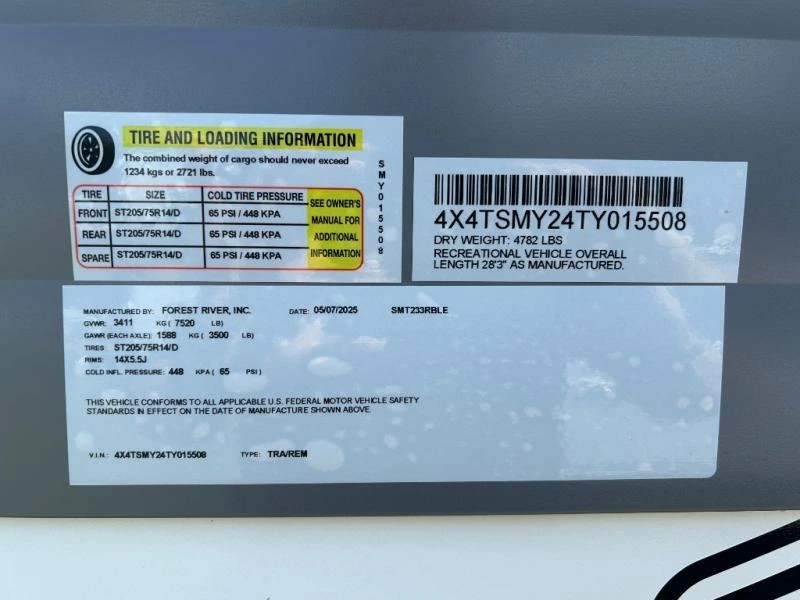 TIRE AND LOADING INFORMATION
The combined weight of cargo should never exceed
1234 kgs or 2721 lbs.
TIRE SIZE COLD TIRE PRESSURE
FRONT ST205/75R14/D 65 PSI / 448 KPA
REAR ST205/75R14/D 65 PSI / 448 KPA
SPARE ST205/75R14/D 65 PSI / 448 KPA
SEE OWNER'S
MANUAL FOR
ADDITIONAL
INFORMATION
SMY015508
4X4TSMY24TY015508
DRY WEIGHT: 4782 LBS
RECREATIONAL VEHICLE OVERALL
LENGTH 28'3" AS MANUFACTURED.
MANUFACTURED BY: FOREST RIVER, INC. DATE: 05/07/2025 SMT233RBLE
GVWR: 3411 KG ( 7520 LB)
GAWR (EACH AXLE): 1588 KG ( 3500 LB)
TIRES: ST205/75R14/D
RIMS: 14X5.5J
COLD INFL. PRESSURE: 448 KPA ( 65 PSI )
THIS VEHICLE CONFORMS TO ALL APPLICABLE U.S. FEDERAL MOTOR VEHICLE SAFETY
STANDARDS IN EFFECT ON THE DATE OF MANUFACTURE SHOWN ABOVE.
V.I.N.: 4X4TSMY24TY015508 TYPE: TRA/REM